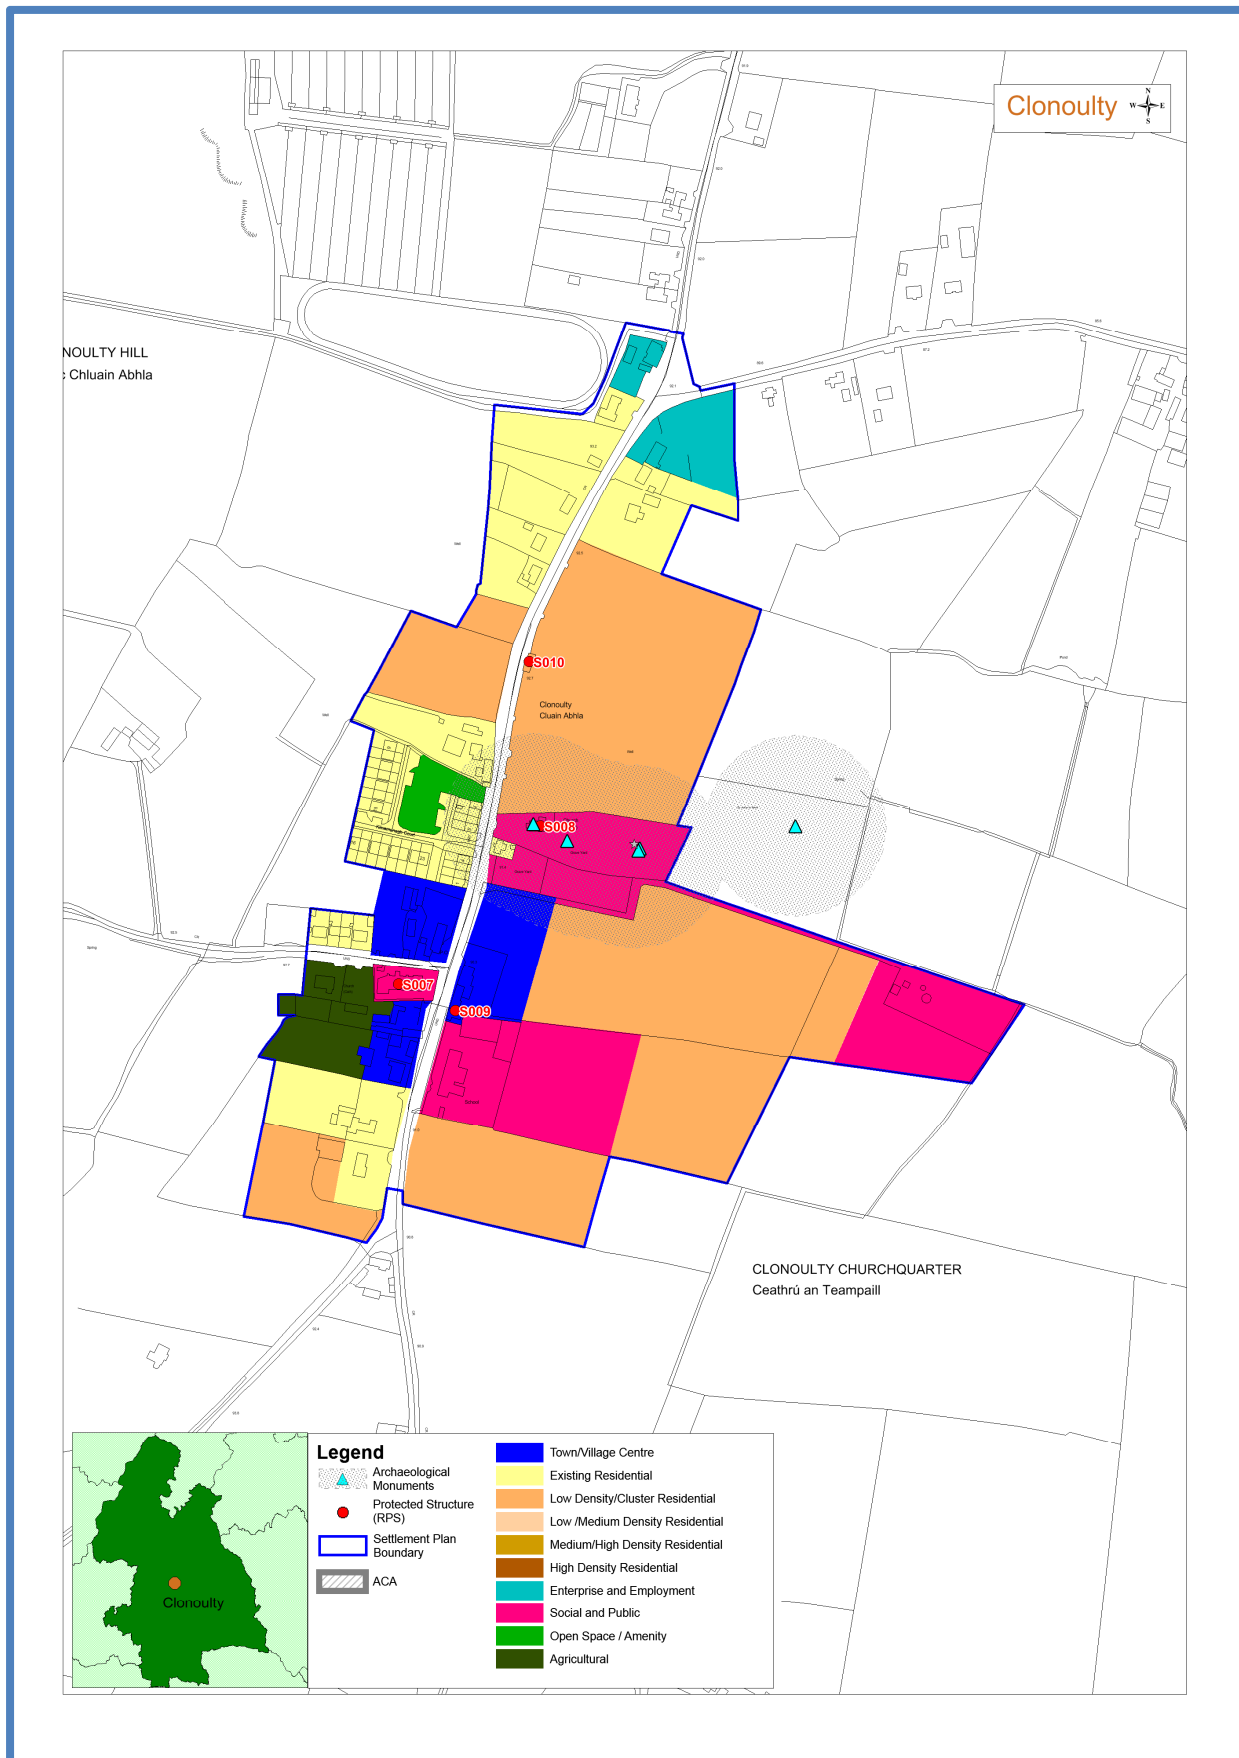 Clonoulty
N
W E
S
NOULTY HILL
c Chluain Abhla
S010
Clonoulty
Cluain Abhla
S008
S007
S009
School
CLONOULTY CHURCHQUARTER
Ceathrú an Teampaill
Clonoulty
Legend
Archaeological
Monuments
Protected Structure
(RPS)
Settlement Plan
Boundary
ACA
Town/Village Centre
Existing Residential
Low Density/Cluster Residential
Low /Medium Density Residential
Medium/High Density Residential
High Density Residential
Enterprise and Employment
Social and Public
Open Space / Amenity
Agricultural